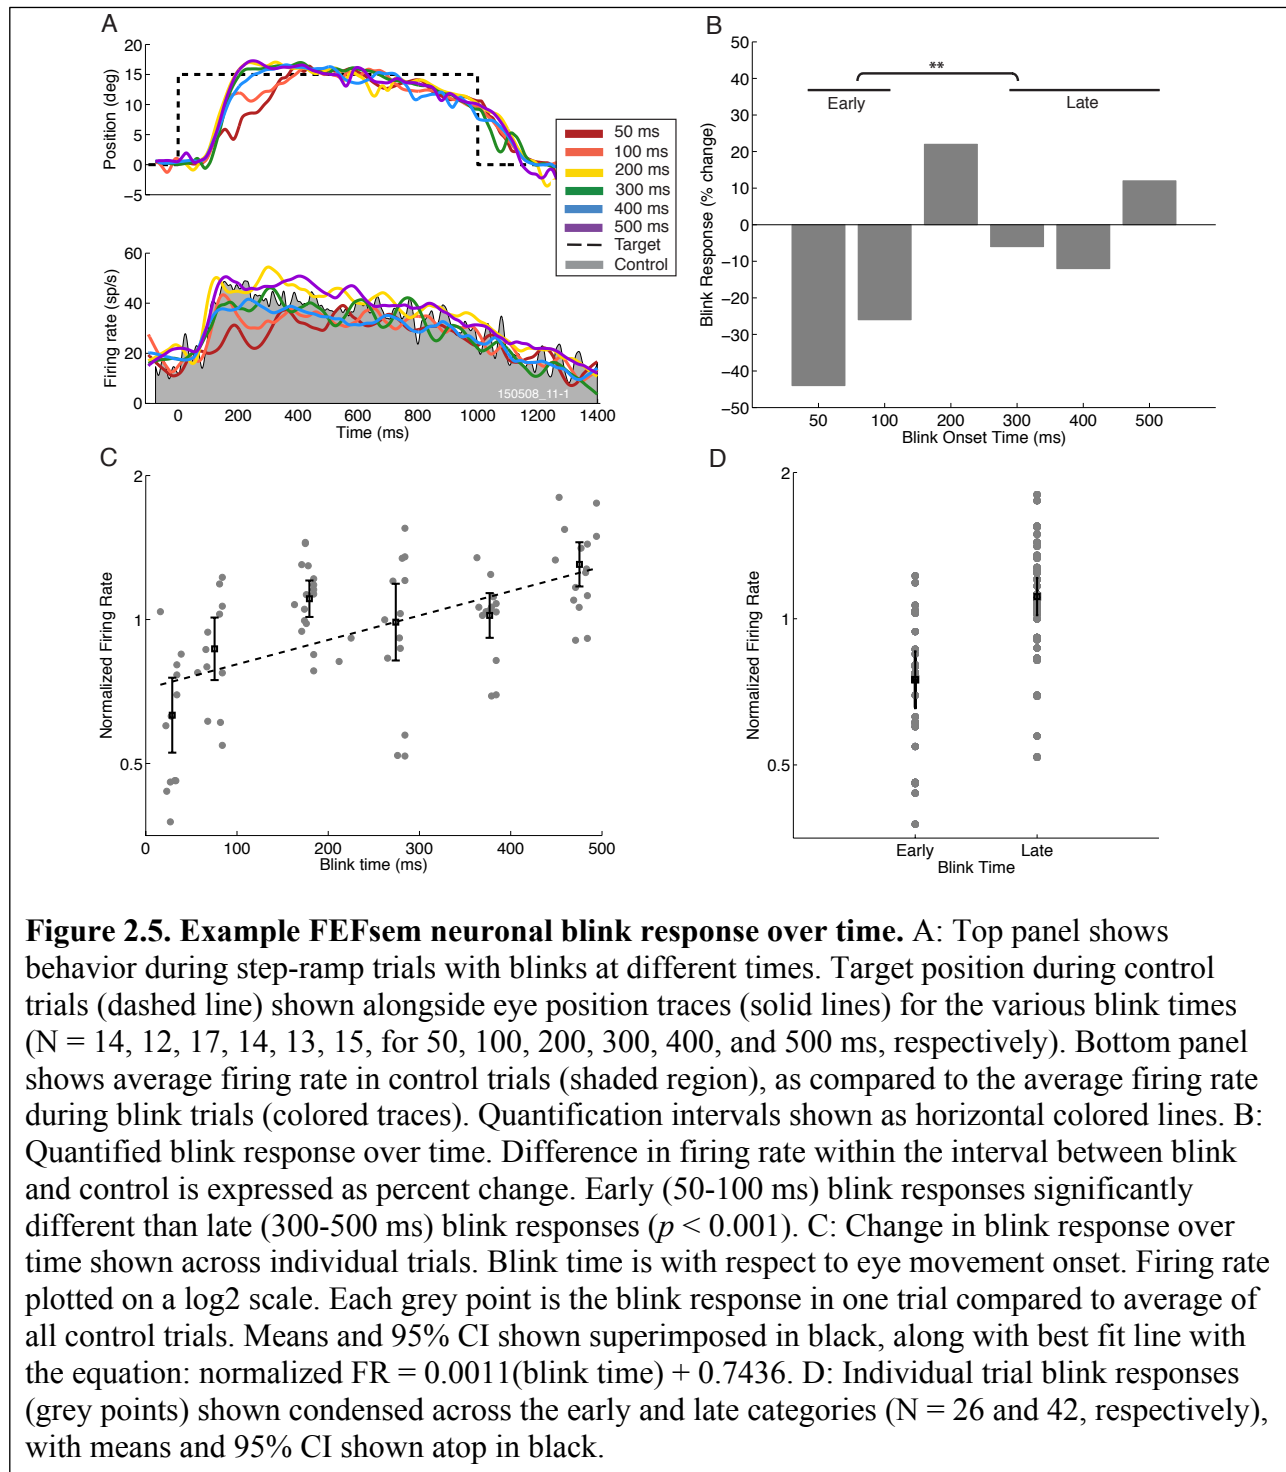 A
20
15
10
5
0
−5
Position (deg)
50 ms
100 ms
200 ms
300 ms
400 ms
500 ms
Target
Control
60
40
20
0
Firing rate (sp/s)
150508_11-1
0 200 400 600 800 1000 1200 1400
Time (ms)
B
50
40
30
20
10
0
−10
−20
−30
−40
−50
Blink Response (% change)
**
Early
Late
50 100 200 300 400 500
Blink Onset Time (ms)
C
2
1
0.5
Normalized Firing Rate
0 100 200 300 400 500
Blink time (ms)
D
2
1
0.5
Normalized Firing Rate
Early Late
Blink Time
Figure 2.5. Example FEFsem neuronal blink response over time. A: Top panel shows
behavior during step-ramp trials with blinks at different times. Target position during control
trials (dashed line) shown alongside eye position traces (solid lines) for the various blink times
(N = 14, 12, 17, 14, 13, 15, for 50, 100, 200, 300, 400, and 500 ms, respectively). Bottom panel
shows average firing rate in control trials (shaded region), as compared to the average firing rate
during blink trials (colored traces). Quantification intervals shown as horizontal colored lines. B:
Quantified blink response over time. Difference in firing rate within the interval between blink
and control is expressed as percent change. Early (50-100 ms) blink responses significantly
different than late (300-500 ms) blink responses (p < 0.001). C: Change in blink response over
time shown across individual trials. Blink time is with respect to eye movement onset. Firing rate
plotted on a log2 scale. Each grey point is the blink response in one trial compared to average of
all control trials. Means and 95% CI shown superimposed in black, along with best fit line with
the equation: normalized FR = 0.0011(blink time) + 0.7436. D: Individual trial blink responses
(grey points) shown condensed across the early and late categories (N = 26 and 42, respectively),
with means and 95% CI shown atop in black.